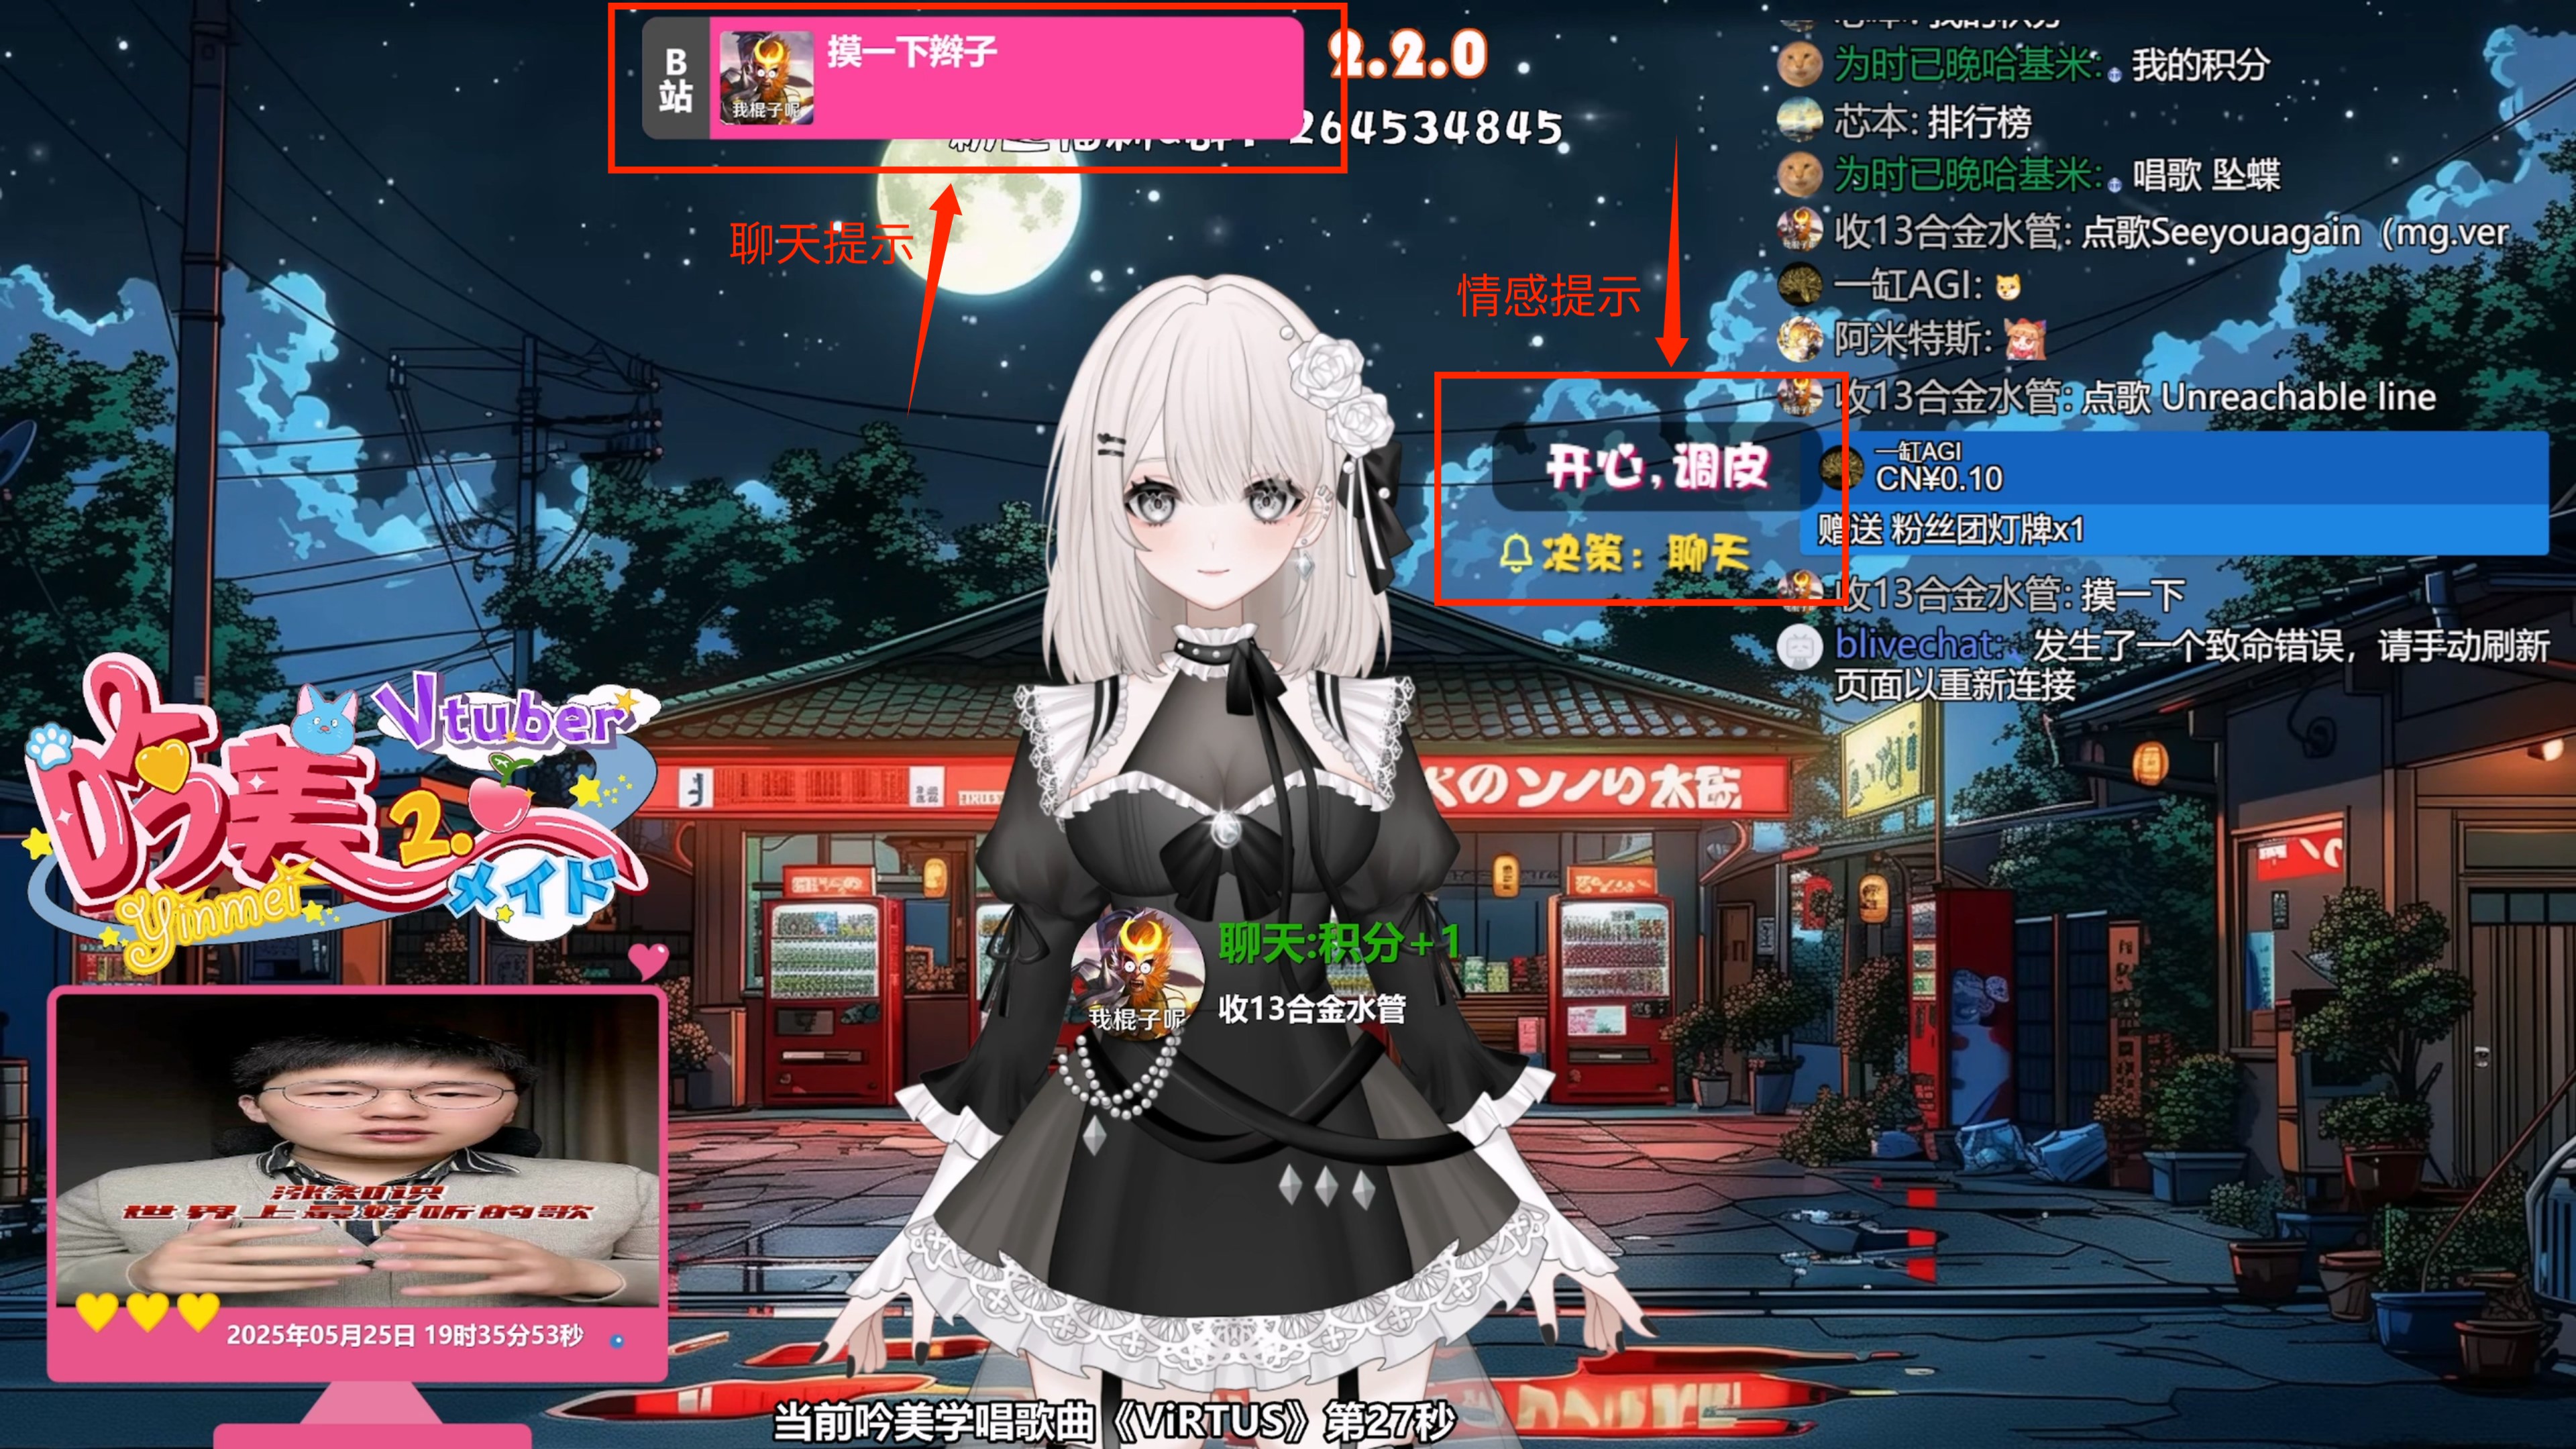 B站
摸一下辫子
我棍子呢
2.2.0
264534845
聊天提示
情感提示
为时已晚哈基米: 我的积分
芯本: 排行榜
为时已晚哈基米: 唱歌 坠蝶
收13合金水管: 点歌Seeyouagain（mg.ver
一缸AGI:
阿米特斯:
收13合金水管: 点歌 Unreachable line
一缸AGI
CN¥0.10
赠送 粉丝团灯牌x1
收13合金水管: 摸一下
blivechat: 发生了一个致命错误，请手动刷新
页面以重新连接
开心,调皮
决策：聊天
Vtuber
吟美
2.
メイド
Yinmei
聊天:积分+1
收13合金水管
我棍子呢
涨知识
世界上最好听的歌
2025年05月25日 19时35分53秒
当前吟美学唱歌曲《ViRTUS》第27秒